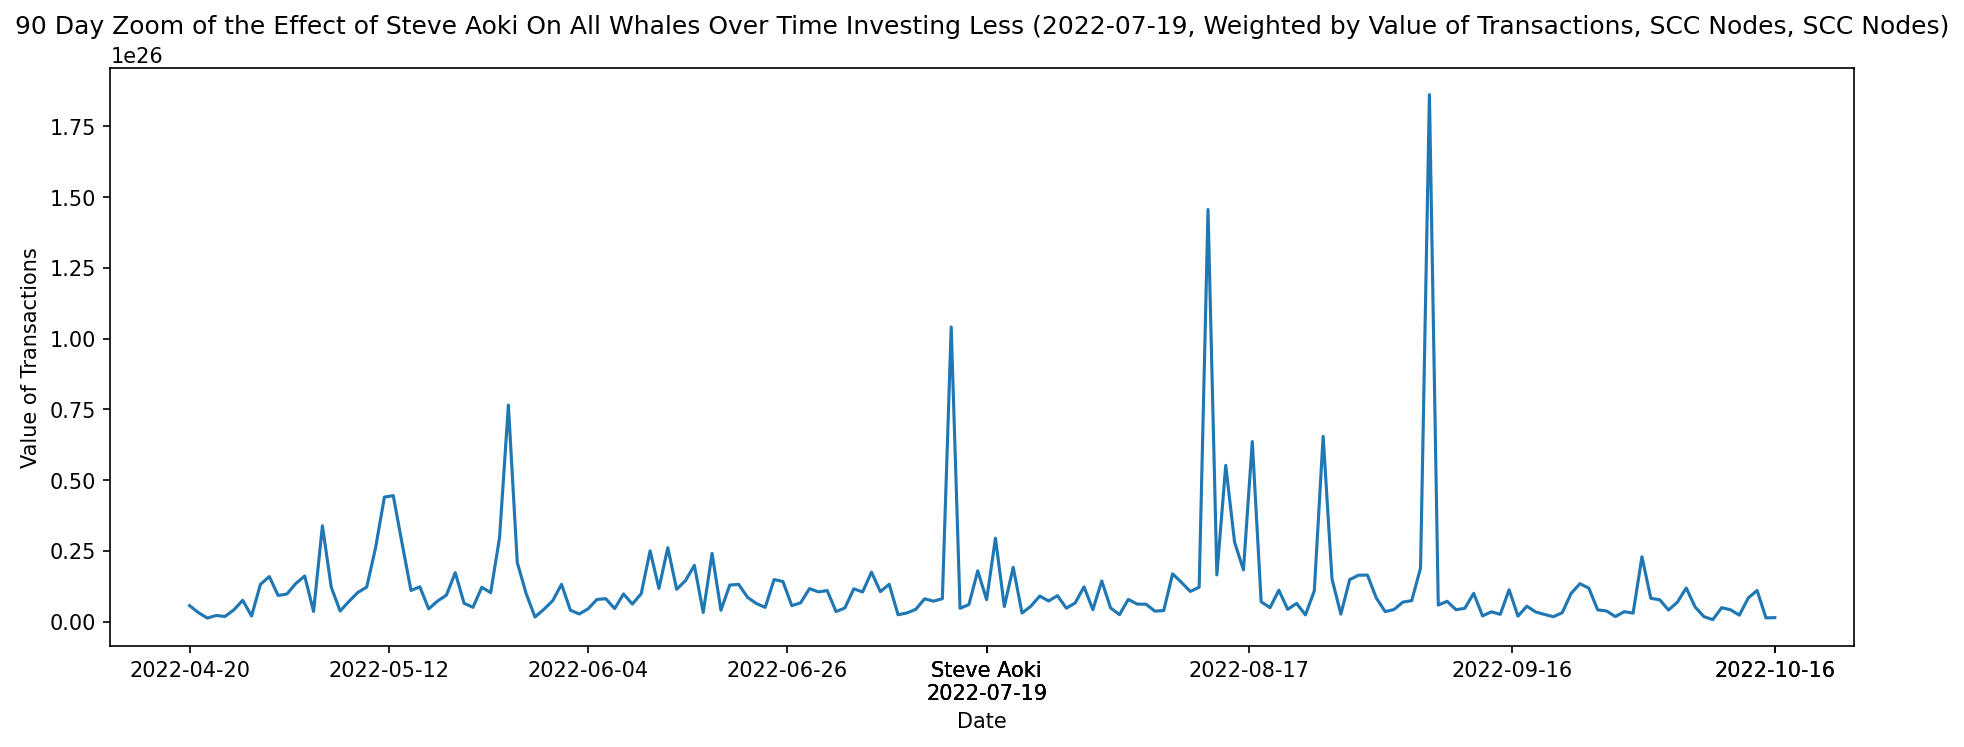 90 Day Zoom of the Effect of Steve Aoki On All Whales Over Time Investing Less (2022-07-19, Weighted by Value of Transactions, SCC Nodes, SCC Nodes)
1e26
1.75
1.50
1.25
1.00
0.75
0.50
0.25
0.00
Value of Transactions
2022-04-20 2022-05-12 2022-06-04 2022-06-26 Steve Aoki 2022-08-17 2022-09-16 2022-10-16
2022-07-19
Date